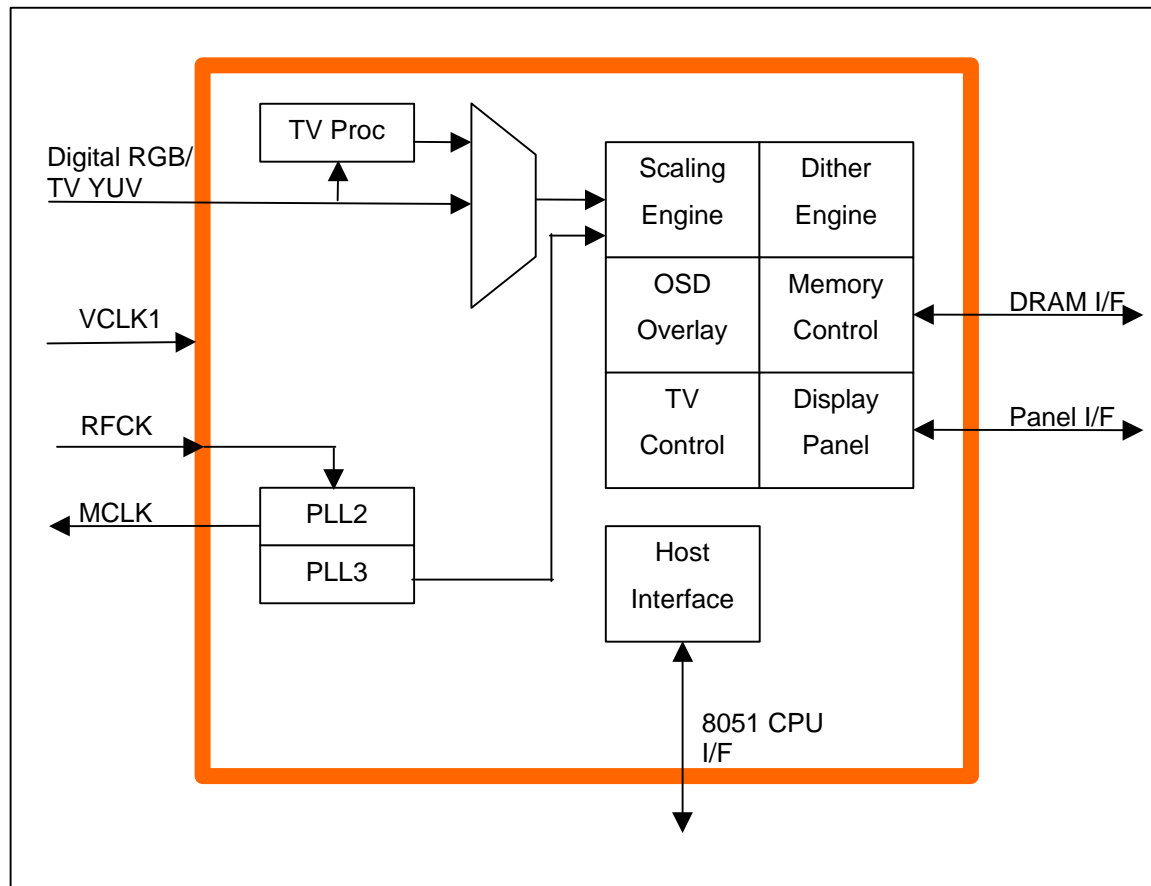 TV Proc
Digital RGB/
TV YUV
Scaling
Engine
Dither
Engine
VCLK1
OSD
Overlay
Memory
Control
DRAM I/F
RFCK
TV
Control
Display
Panel
Panel I/F
MCLK
PLL2
PLL3
Host
Interface
8051 CPU
I/F